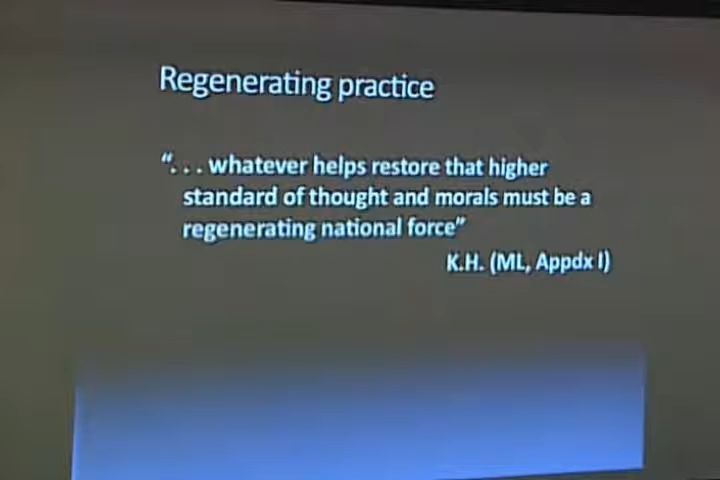 Regenerating practice
“. . . whatever helps restore that higher
standard of thought and morals must be a
regenerating national force”
K.H. (ML, Appdx I)